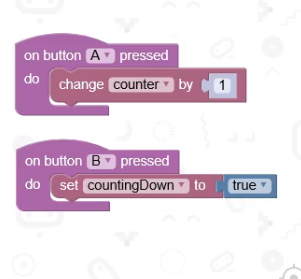 on button A pressed
do change counter by 1
on button B pressed
do set countingDown to true